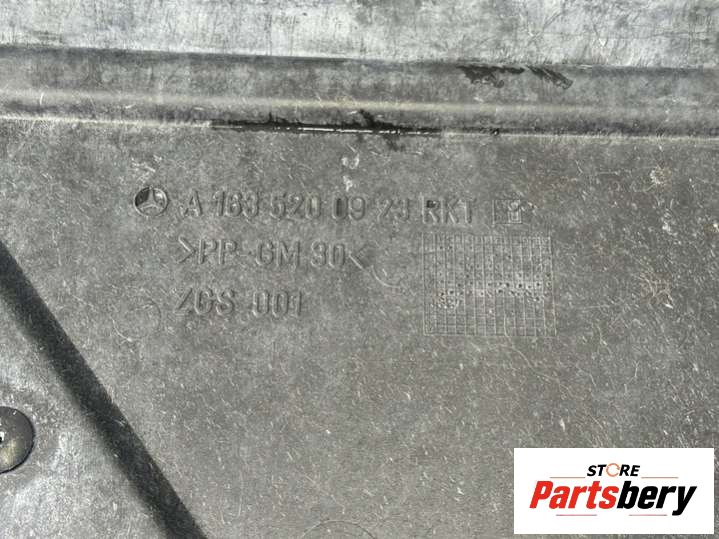 A 163 520 09 23 RKT
>PP-GM 30<
ZGS 001
STORE
Partsbery